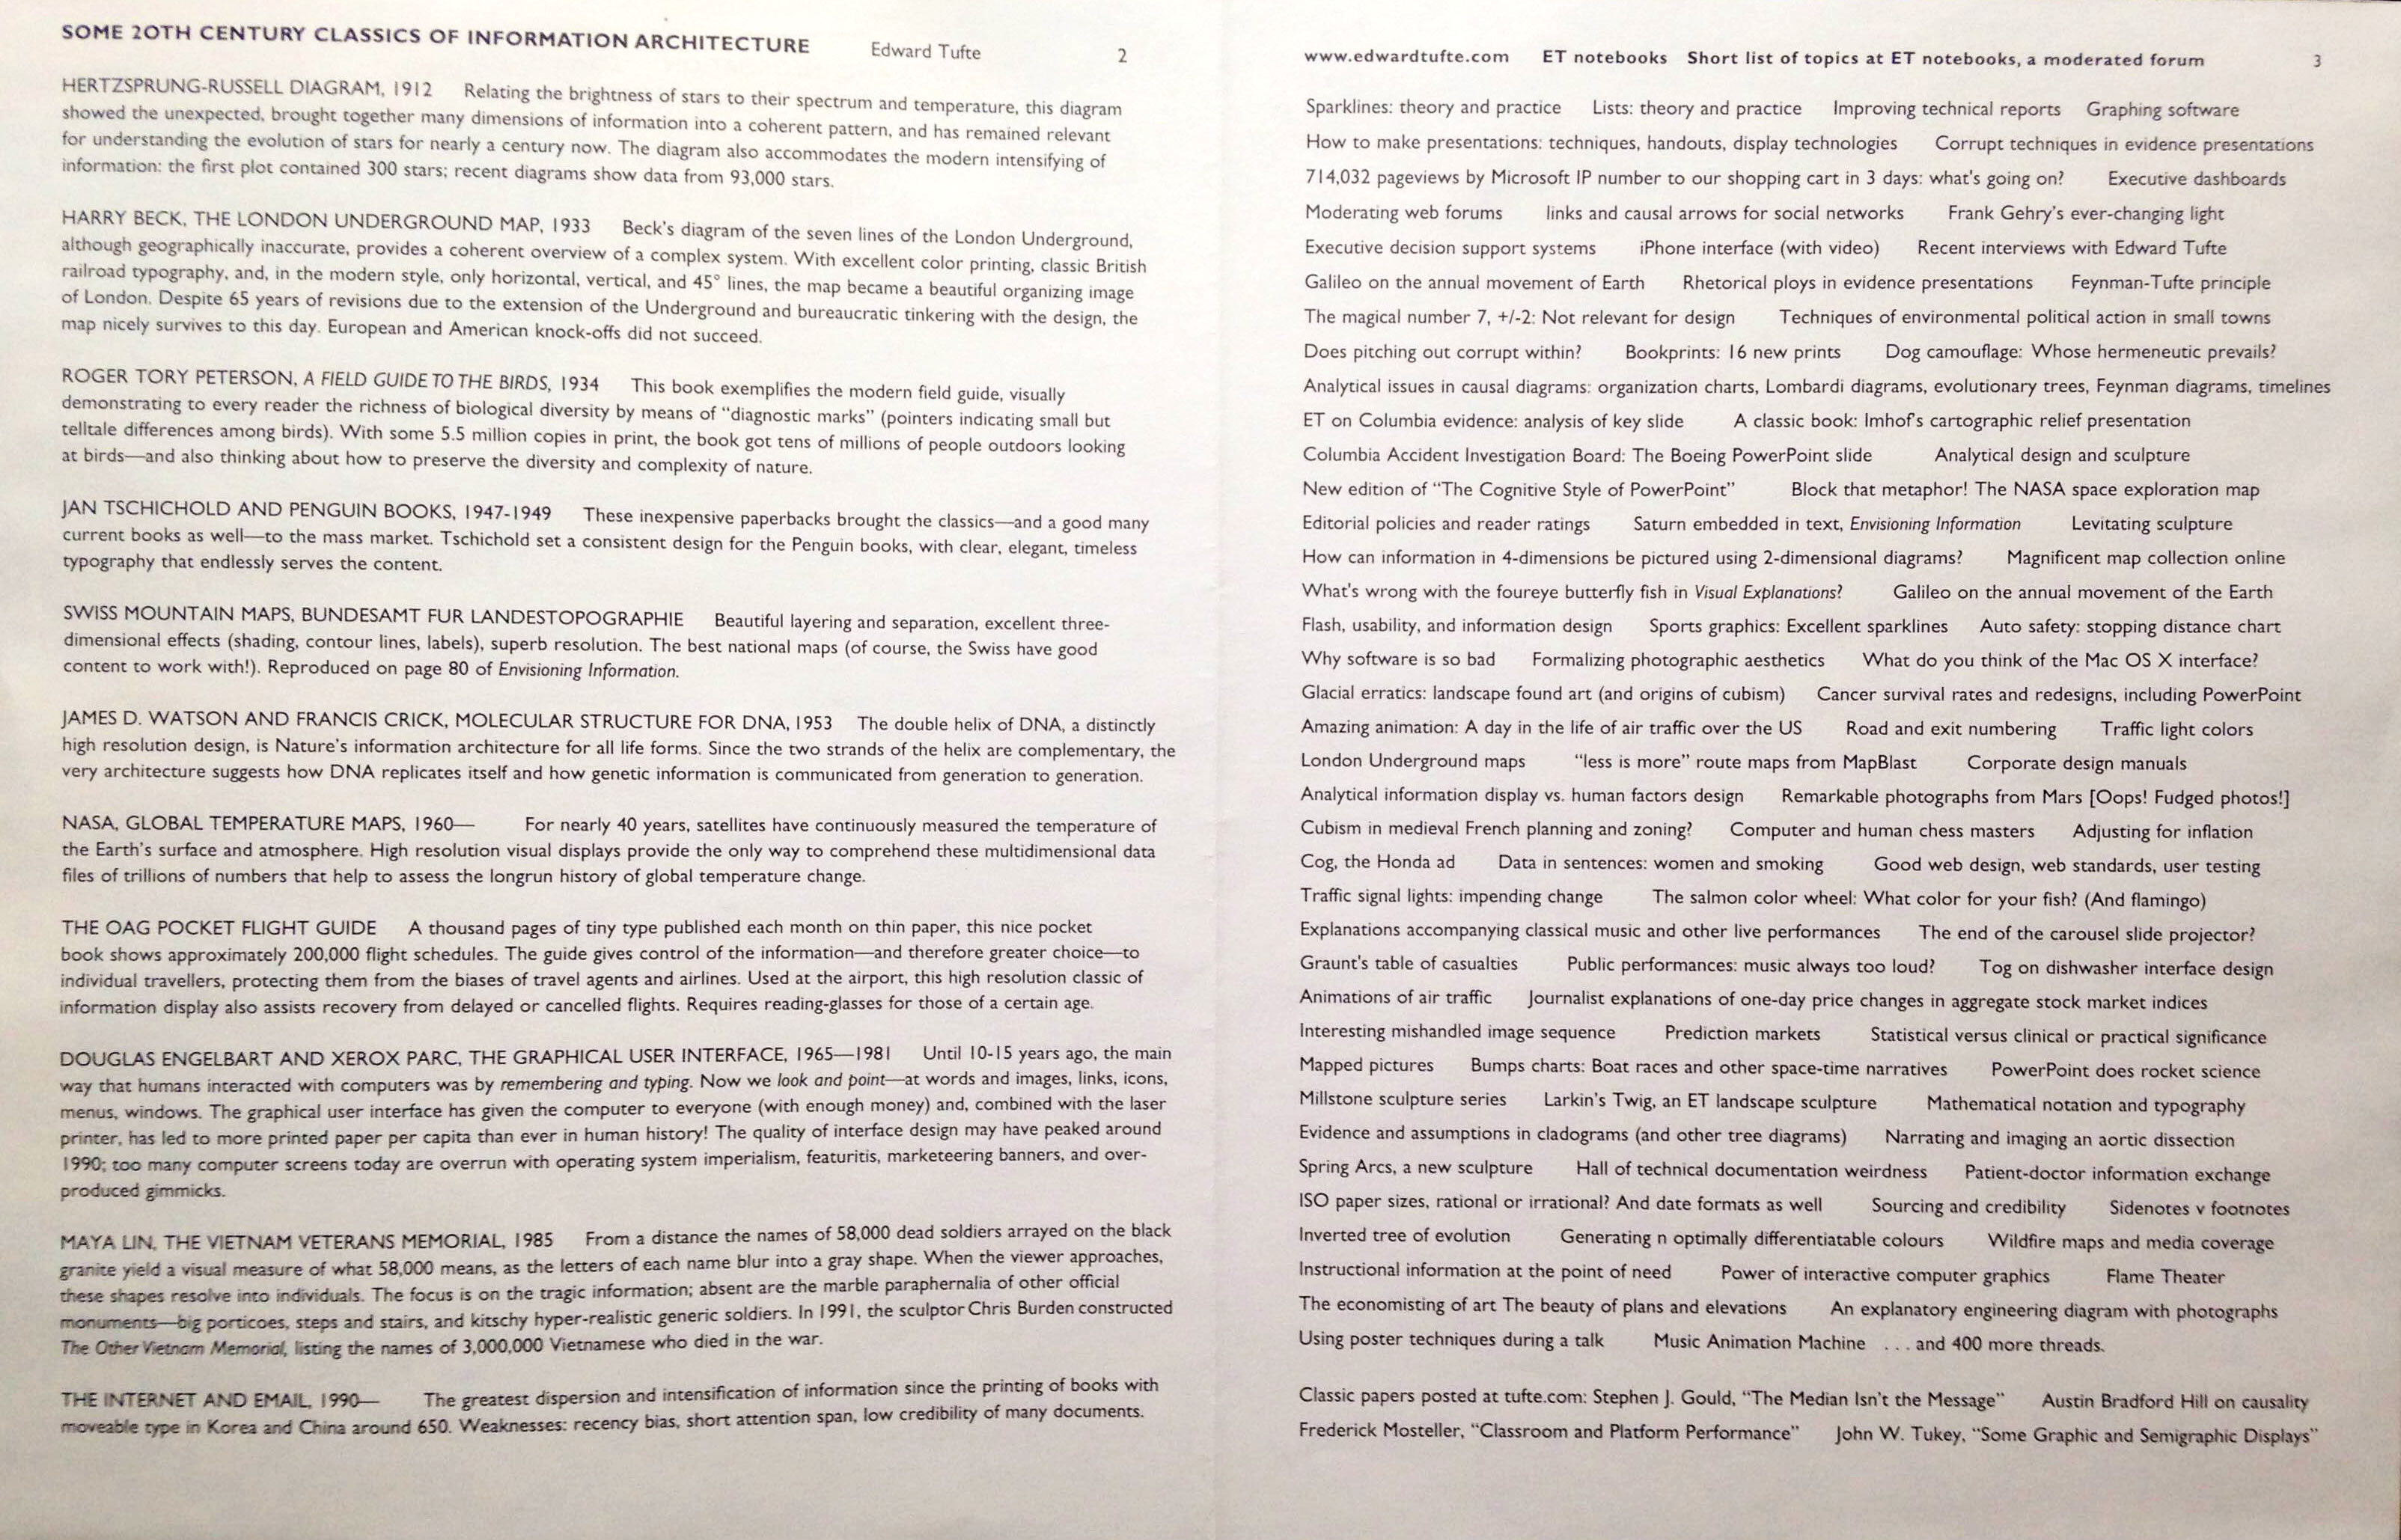 SOME 20TH CENTURY CLASSICS OF INFORMATION ARCHITECTURE Edward Tufte 2
HERTZSPRUNG-RUSSELL DIAGRAM, 1912 Relating the brightness of stars to their spectrum and temperature, this diagram
showed the unexpected, brought together many dimensions of information into a coherent pattern, and has remained relevant
for understanding the evolution of stars for nearly a century now. The diagram also accommodates the modern intensifying of
information: the first plot contained 300 stars; recent diagrams show data from 93,000 stars.
HARRY BECK, THE LONDON UNDERGROUND MAP, 1933 Beck's diagram of the seven lines of the London Underground,
although geographically inaccurate, provides a coherent overview of a complex system. With excellent color printing, classic British
railroad typography, and, in the modern style, only horizontal, vertical, and 45° lines, the map became a beautiful organizing image
of London. Despite 65 years of revisions due to the extension of the Underground and bureaucratic tinkering with the design, the
map nicely survives to this day. European and American knock-offs did not succeed.
ROGER TORY PETERSON, A FIELD GUIDE TO THE BIRDS, 1934 This book exemplifies the modern field guide, visually
demonstrating to every reader the richness of biological diversity by means of “diagnostic marks” (pointers indicating small but
telltale differences among birds). With some 5.5 million copies in print, the book got tens of millions of people outdoors looking
at birds—and also thinking about how to preserve the diversity and complexity of nature.
JAN TSCHICHOLD AND PENGUIN BOOKS, 1947-1949 These inexpensive paperbacks brought the classics—and a good many
current books as well—to the mass market. Tschichold set a consistent design for the Penguin books, with clear, elegant, timeless
typography that endlessly serves the content.
SWISS MOUNTAIN MAPS, BUNDESAMT FUR LANDESTOPOGRAPHIE Beautiful layering and separation, excellent three-
dimensional effects (shading, contour lines, labels), superb resolution. The best national maps (of course, the Swiss have good
content to work with!). Reproduced on page 80 of Envisioning Information.
JAMES D. WATSON AND FRANCIS CRICK, MOLECULAR STRUCTURE FOR DNA, 1953 The double helix of DNA, a distinctly
high resolution design, is Nature's information architecture for all life forms. Since the two strands of the helix are complementary, the
very architecture suggests how DNA replicates itself and how genetic information is communicated from generation to generation.
NASA, GLOBAL TEMPERATURE MAPS, 1960— For nearly 40 years, satellites have continuously measured the temperature of
the Earth's surface and atmosphere. High resolution visual displays provide the only way to comprehend these multidimensional data
files of trillions of numbers that help to assess the longrun history of global temperature change.
THE OAG POCKET FLIGHT GUIDE A thousand pages of tiny type published each month on thin paper, this nice pocket
book shows approximately 200,000 flight schedules. The guide gives control of the information—and therefore greater choice—to
individual travellers, protecting them from the biases of travel agents and airlines. Used at the airport, this high resolution classic of
information display also assists recovery from delayed or cancelled flights. Requires reading-glasses for those of a certain age.
DOUGLAS ENGELBART AND XEROX PARC, THE GRAPHICAL USER INTERFACE, 1965—1981 Until 10-15 years ago, the main
way that humans interacted with computers was by remembering and typing. Now we look and point—at words and images, links, icons,
menus, windows. The graphical user interface has given the computer to everyone (with enough money) and, combined with the laser
printer, has led to more printed paper per capita than ever in human history! The quality of interface design may have peaked around
1990; too many computer screens today are overrun with operating system imperialism, featuritis, marketeering banners, and over-
produced gimmicks.
MAYA LIN, THE VIETNAM VETERANS MEMORIAL, 1985 From a distance the names of 58,000 dead soldiers arrayed on the black
granite yield a visual measure of what 58,000 means, as the letters of each name blur into a gray shape. When the viewer approaches,
these shapes resolve into individuals. The focus is on the tragic information; absent are the marble paraphernalia of other official
monuments—big porticoes, steps and stairs, and kitschy hyper-realistic generic soldiers. In 1991, the sculptor Chris Burden constructed
The Other Vietnam Memorial, listing the names of 3,000,000 Vietnamese who died in the war.
THE INTERNET AND EMAIL, 1990— The greatest dispersion and intensification of information since the printing of books with
moveable type in Korea and China around 650. Weaknesses: recency bias, short attention span, low credibility of many documents.
www.edwardtufte.com ET notebooks Short list of topics at ET notebooks, a moderated forum 3
Sparklines: theory and practice Lists: theory and practice Improving technical reports Graphing software
How to make presentations: techniques, handouts, display technologies Corrupt techniques in evidence presentations
714,032 pageviews by Microsoft IP number to our shopping cart in 3 days: what's going on? Executive dashboards
Moderating web forums links and causal arrows for social networks Frank Gehry's ever-changing light
Executive decision support systems iPhone interface (with video) Recent interviews with Edward Tufte
Galileo on the annual movement of Earth Rhetorical ploys in evidence presentations Feynman-Tufte principle
The magical number 7, +/-2: Not relevant for design Techniques of environmental political action in small towns
Does pitching out corrupt within? Bookprints: 16 new prints Dog camouflage: Whose hermeneutic prevails?
Analytical issues in causal diagrams: organization charts, Lombardi diagrams, evolutionary trees, Feynman diagrams, timelines
ET on Columbia evidence: analysis of key slide A classic book: Imhof's cartographic relief presentation
Columbia Accident Investigation Board: The Boeing PowerPoint slide Analytical design and sculpture
New edition of “The Cognitive Style of PowerPoint” Block that metaphor! The NASA space exploration map
Editorial policies and reader ratings Saturn embedded in text, Envisioning Information Levitating sculpture
How can information in 4-dimensions be pictured using 2-dimensional diagrams? Magnificent map collection online
What's wrong with the foureye butterfly fish in Visual Explanations? Galileo on the annual movement of the Earth
Flash, usability, and information design Sports graphics: Excellent sparklines Auto safety: stopping distance chart
Why software is so bad Formalizing photographic aesthetics What do you think of the Mac OS X interface?
Glacial erratics: landscape found art (and origins of cubism) Cancer survival rates and redesigns, including PowerPoint
Amazing animation: A day in the life of air traffic over the US Road and exit numbering Traffic light colors
London Underground maps “less is more” route maps from MapBlast Corporate design manuals
Analytical information display vs. human factors design Remarkable photographs from Mars [Oops! Fudged photos!]
Cubism in medieval French planning and zoning? Computer and human chess masters Adjusting for inflation
Cog, the Honda ad Data in sentences: women and smoking Good web design, web standards, user testing
Traffic signal lights: impending change The salmon color wheel: What color for your fish? (And flamingo)
Explanations accompanying classical music and other live performances The end of the carousel slide projector?
Graunt's table of casualties Public performances: music always too loud? Tog on dishwasher interface design
Animations of air traffic Journalist explanations of one-day price changes in aggregate stock market indices
Interesting mishandled image sequence Prediction markets Statistical versus clinical or practical significance
Mapped pictures Bumps charts: Boat races and other space-time narratives PowerPoint does rocket science
Millstone sculpture series Larkin's Twig, an ET landscape sculpture Mathematical notation and typography
Evidence and assumptions in cladograms (and other tree diagrams) Narrating and imaging an aortic dissection
Spring Arcs, a new sculpture Hall of technical documentation weirdness Patient-doctor information exchange
ISO paper sizes, rational or irrational? And date formats as well Sourcing and credibility Sidenotes v footnotes
Inverted tree of evolution Generating n optimally differentiatable colours Wildfire maps and media coverage
Instructional information at the point of need Power of interactive computer graphics Flame Theater
The economisting of art The beauty of plans and elevations An explanatory engineering diagram with photographs
Using poster techniques during a talk Music Animation Machine . . . and 400 more threads.
Classic papers posted at tufte.com: Stephen J. Gould, “The Median Isn't the Message” Austin Bradford Hill on causality
Frederick Mosteller, “Classroom and Platform Performance” John W. Tukey, “Some Graphic and Semigraphic Displays”